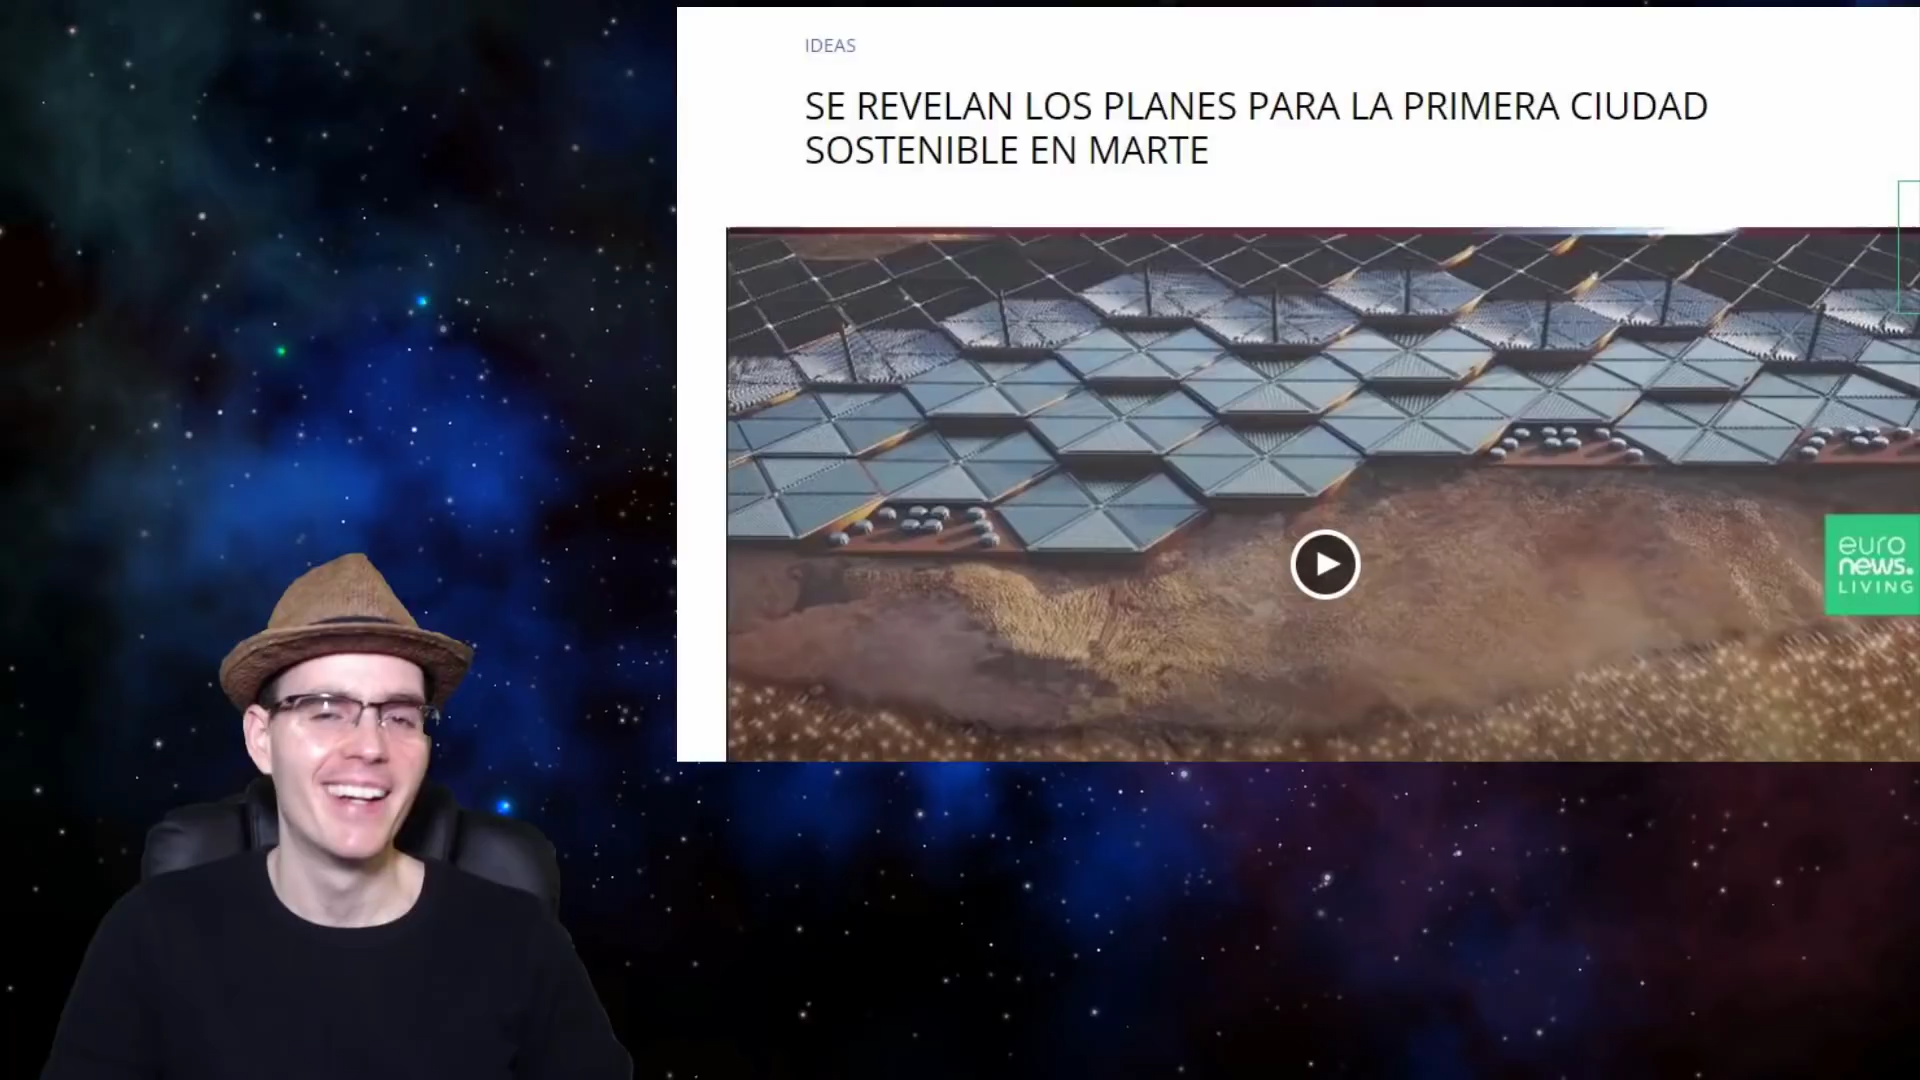 IDEAS
SE REVELAN LOS PLANES PARA LA PRIMERA CIUDAD
SOSTENIBLE EN MARTE
euro
news.
LIVING